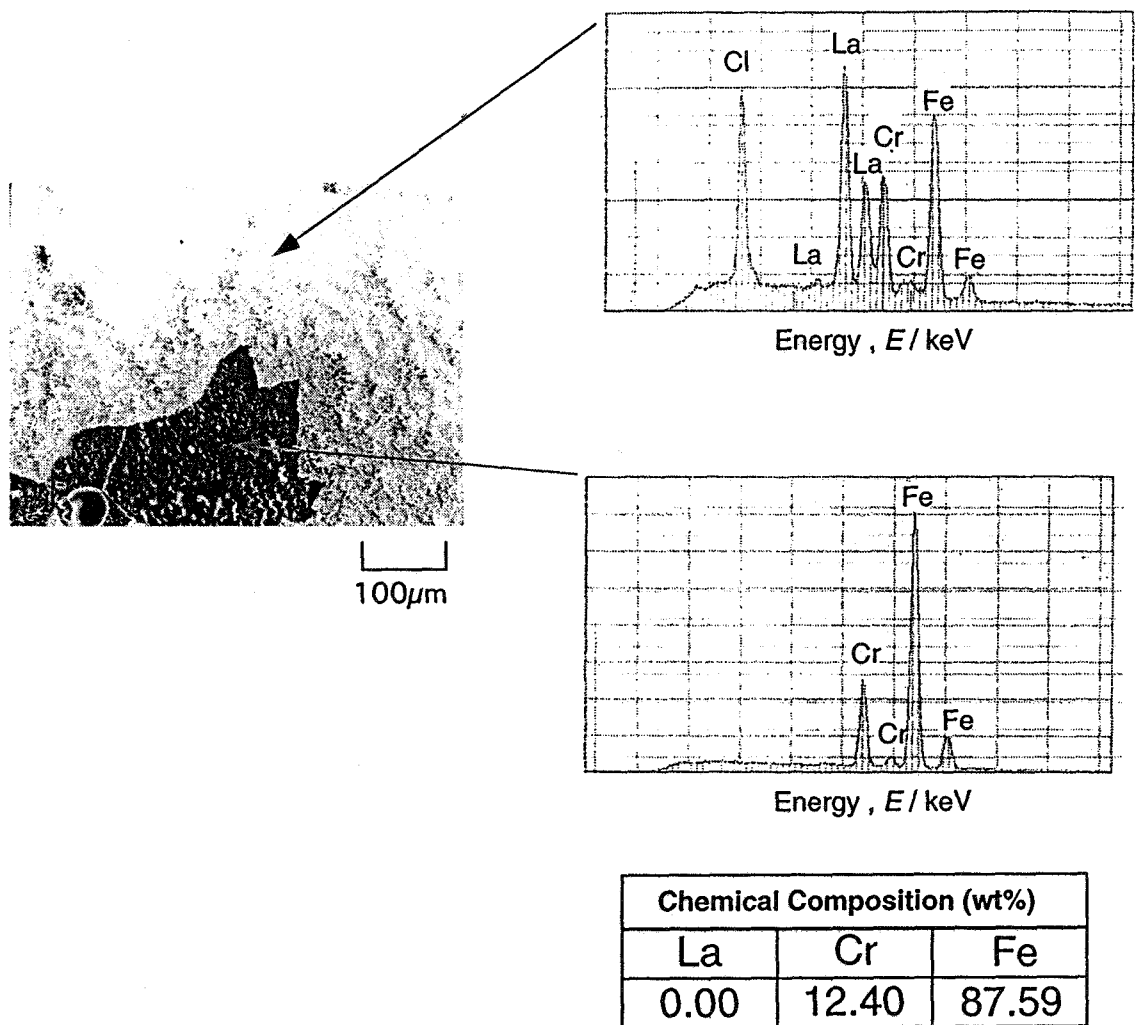 Cl
La
Fe
Cr
La
La
Cr
Fe
Energy , E / keV
100μm
Fe
Cr
Cr
Fe
Energy , E / keV
Chemical Composition (wt%)
La Cr Fe
0.00 12.40 87.59